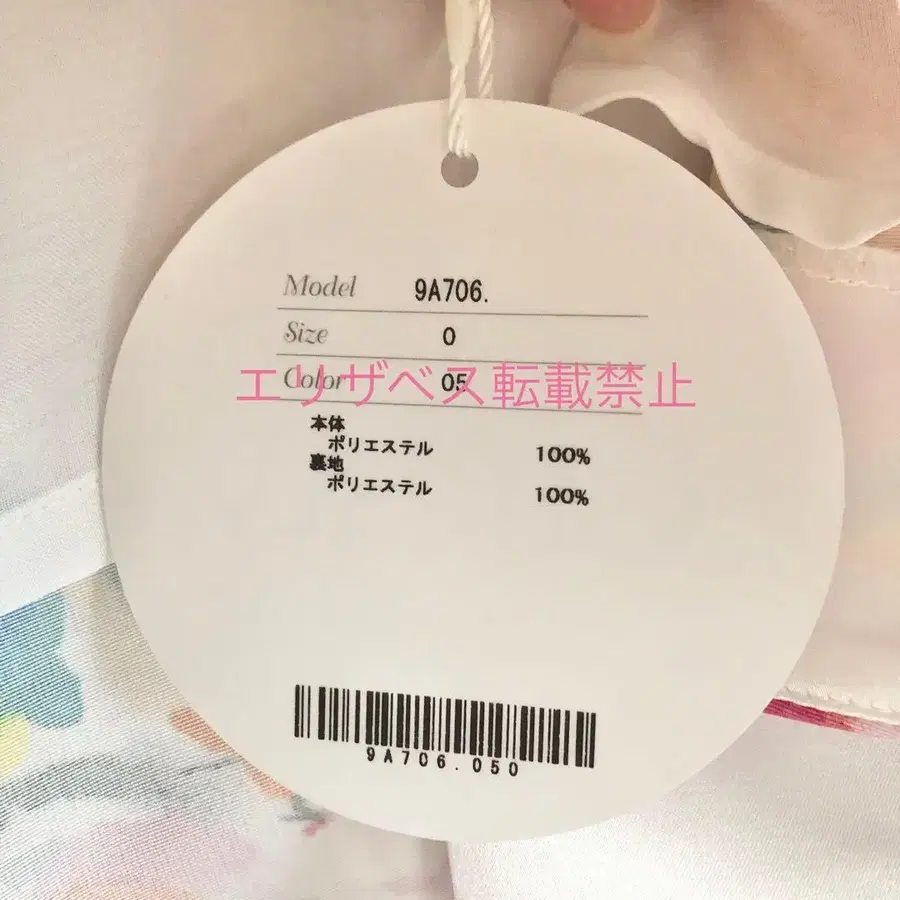 Model 9A706.
Size 0
Color 05
エリザベス転載禁止
本体
ポリエステル 100%
裏地
ポリエステル 100%
9A706.050